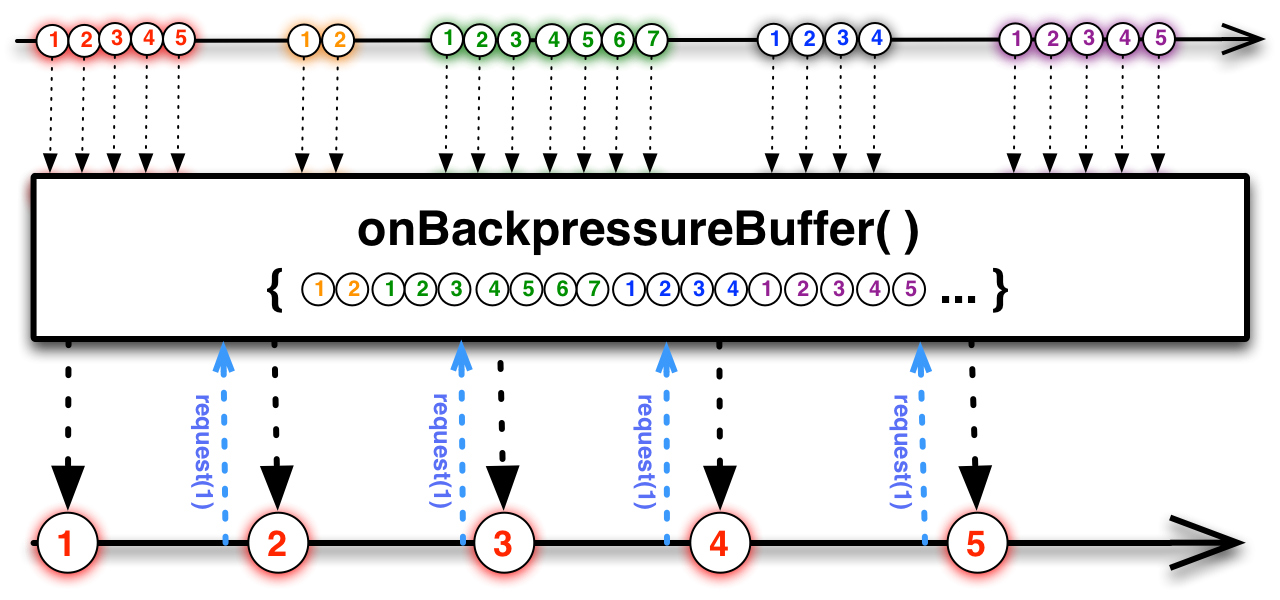 1 2 3 4 5 1 2 1 2 3 4 5 6 7 1 2 3 4 1 2 3 4 5
onBackpressureBuffer( )
{ 1 2 1 2 3 4 5 6 7 1 2 3 4 1 2 3 4 5 ... }
request(1) request(1) request(1) request(1)
1 2 3 4 5